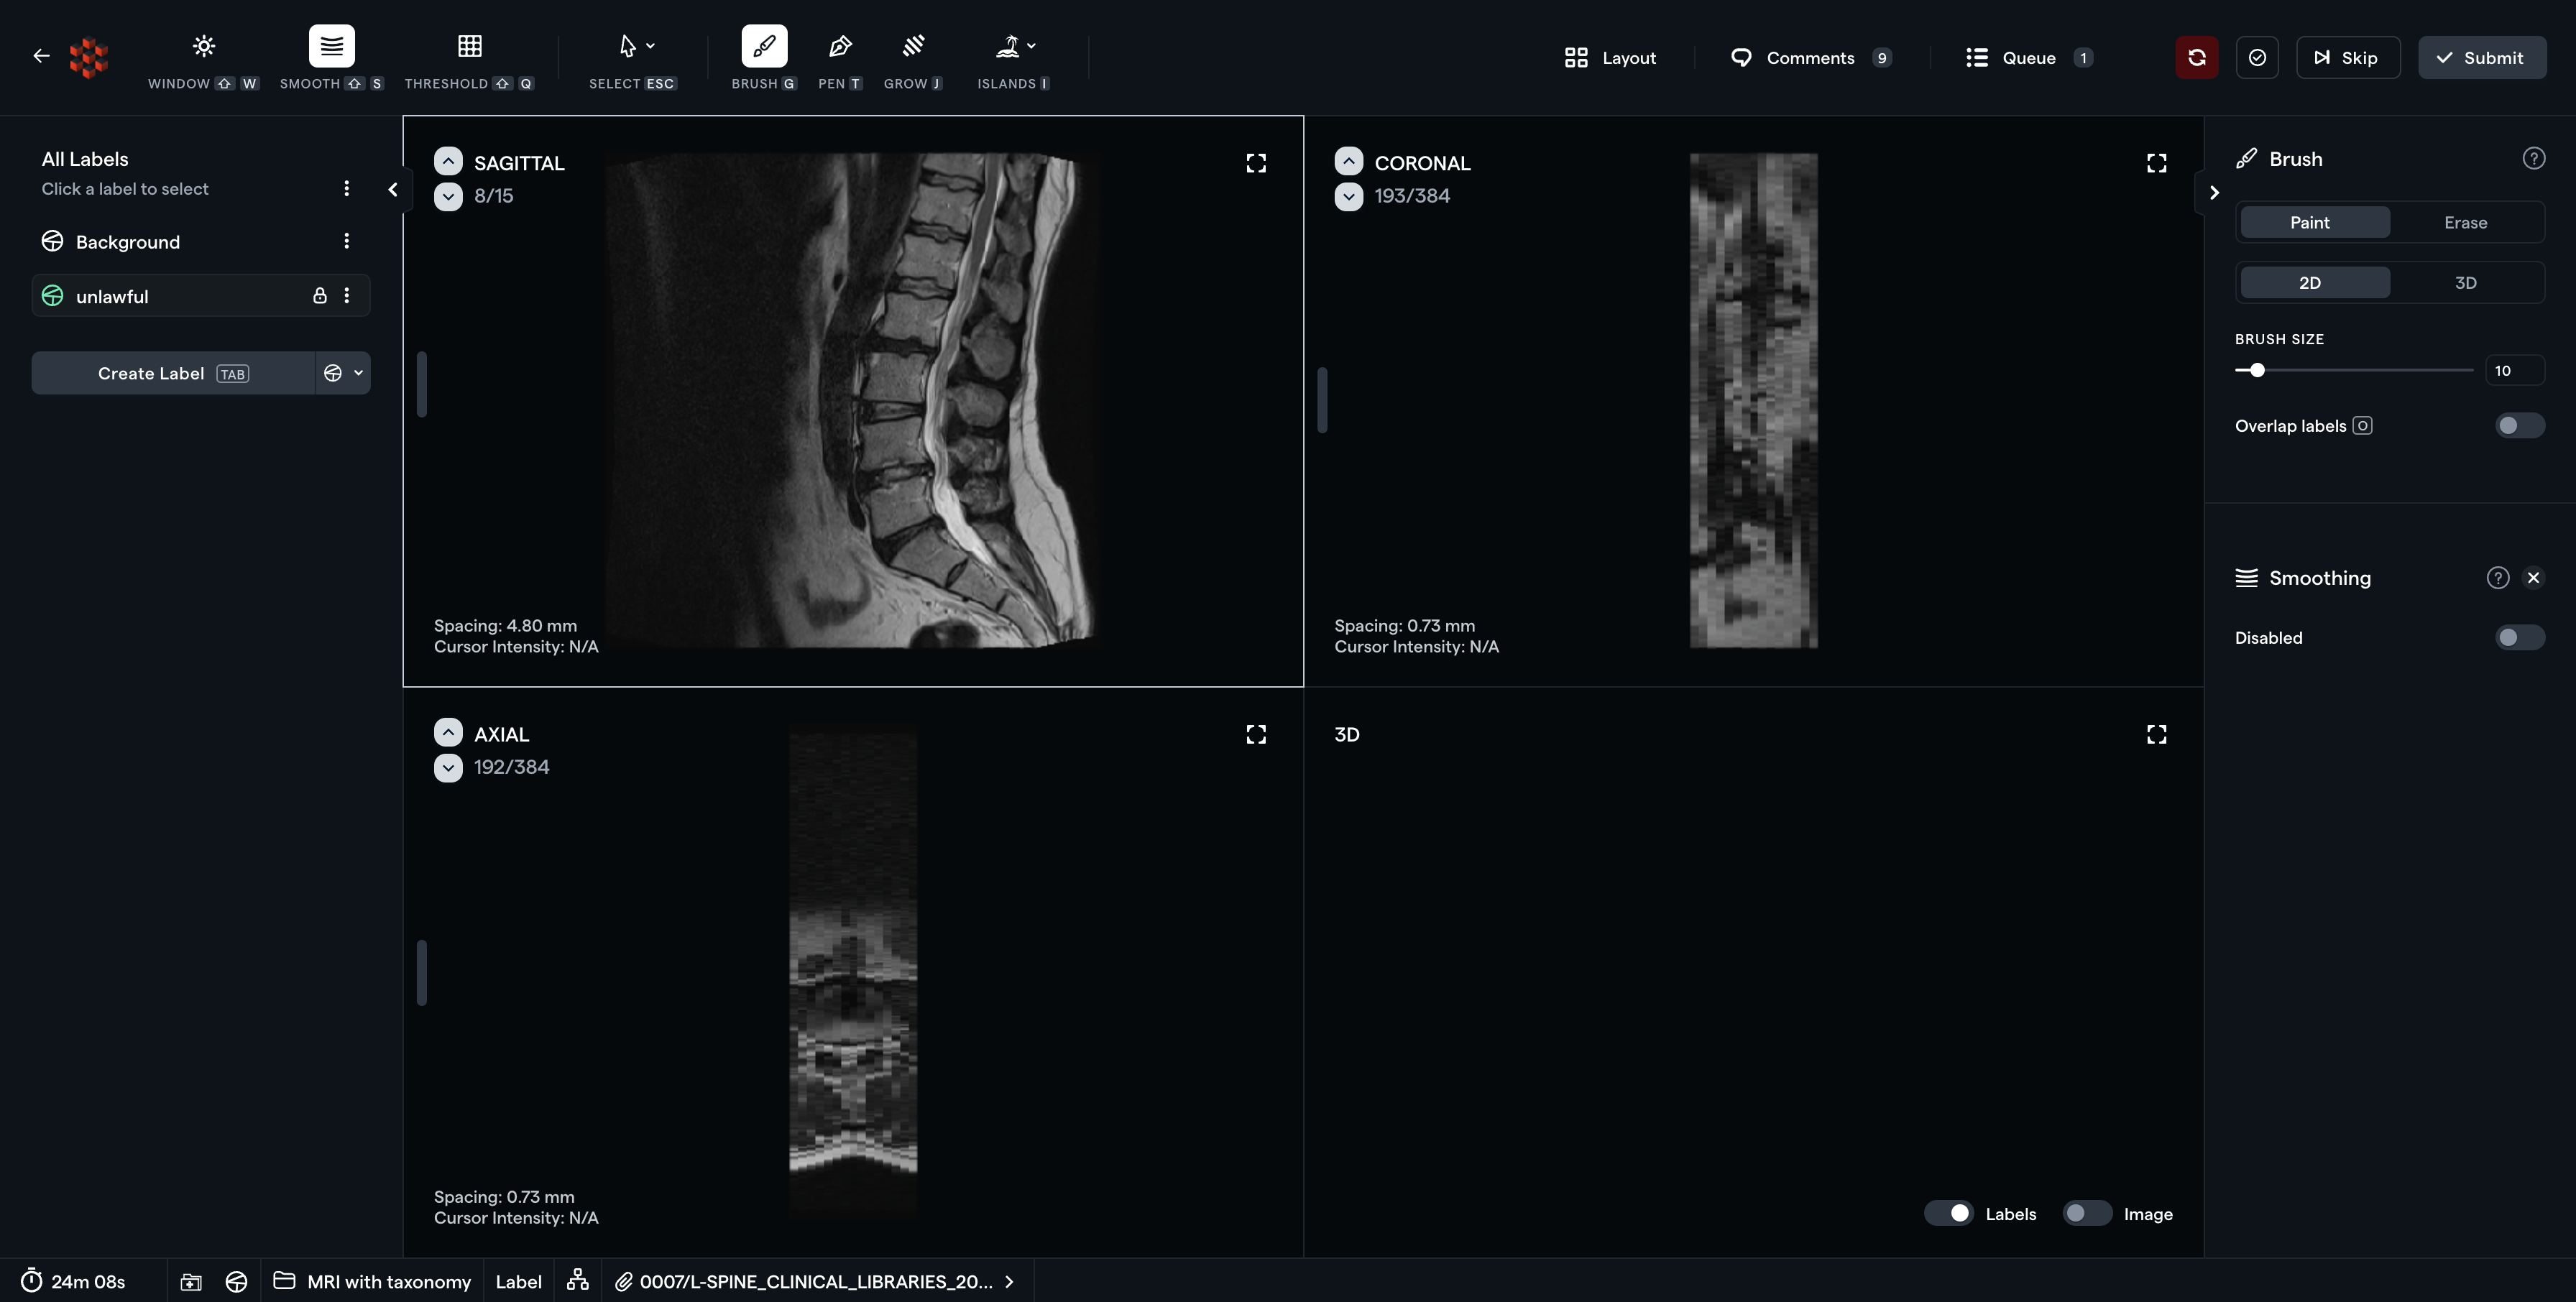 WINDOW ⇧ W
SMOOTH ⇧ S
THRESHOLD ⇧ Q
SELECT ESC
BRUSH G
PEN T
GROW J
ISLANDS I
Layout
Comments 9
Queue 1
Skip
Submit
All Labels
Click a label to select
Background
unlawful
Create Label TAB
SAGITTAL
8/15
Spacing: 4.80 mm
Cursor Intensity: N/A
CORONAL
193/384
Spacing: 0.73 mm
Cursor Intensity: N/A
AXIAL
192/384
Spacing: 0.73 mm
Cursor Intensity: N/A
3D
Labels
Image
Brush
Paint
Erase
2D
3D
BRUSH SIZE
10
Overlap labels O
Smoothing
Disabled
24m 08s
MRI with taxonomy
Label
0007/L-SPINE_CLINICAL_LIBRARIES_20...